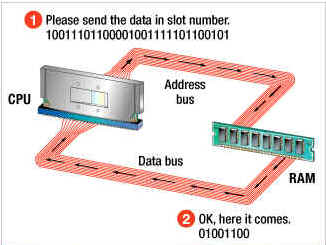 1 Please send the data in slot number.
10011101100001001111101100101
Address
bus
CPU
Data bus
RAM
2 OK, here it comes.
01001100